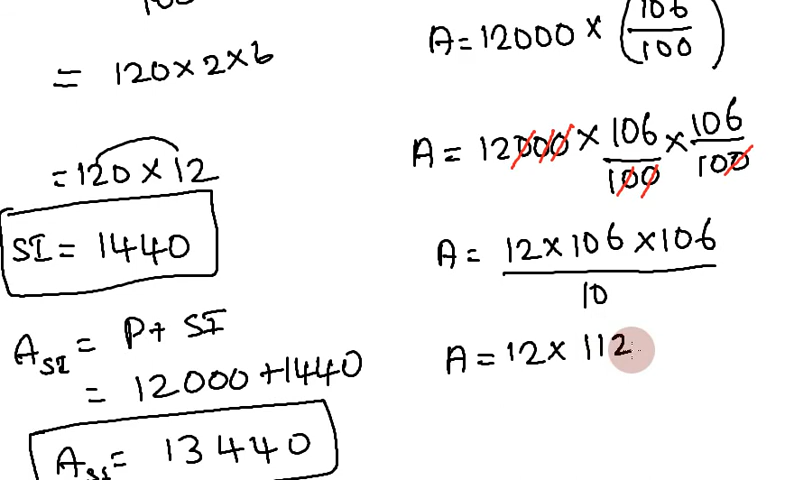 = 120 × 2 × 6
= 120 × 12
SI = 1440
A_SI = P + SI
= 12000 + 1440
A_SI = 13440
A = 12000 × (106/100)
A = 12000 × 106/100 × 106/100
A = 12 × 106 × 106 / 10
A = 12 × 112